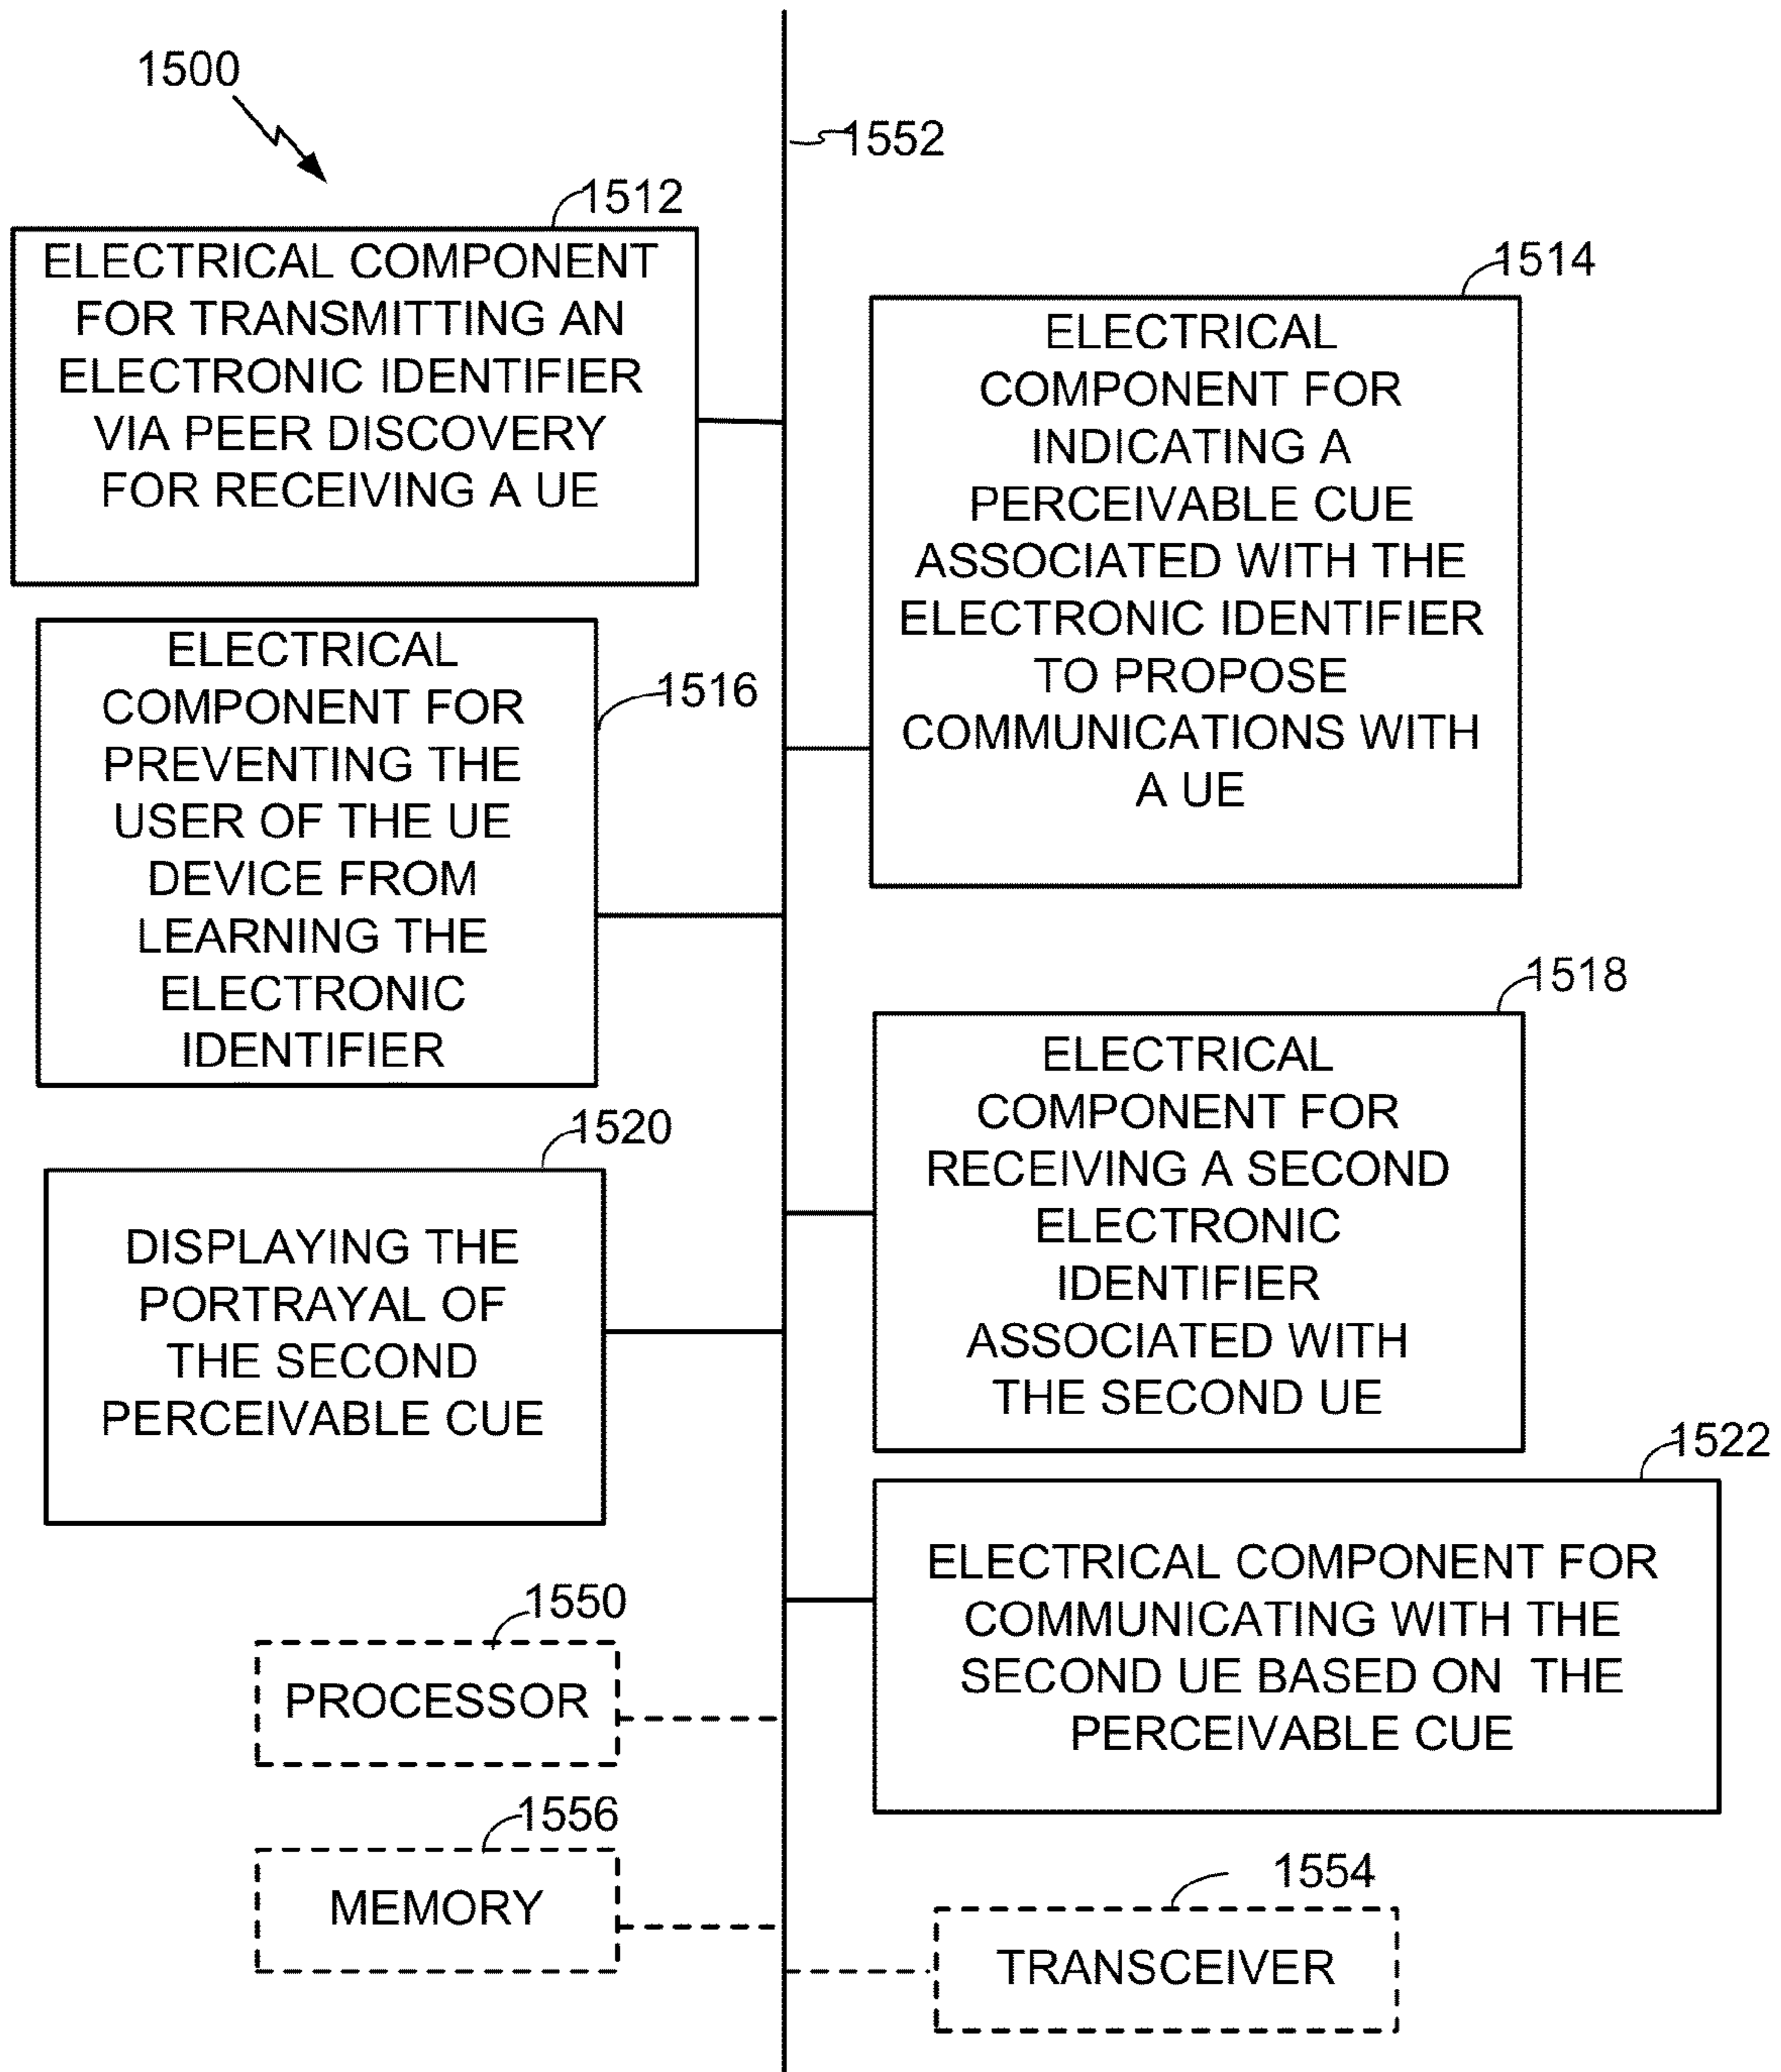 1500
1552
1512
ELECTRICAL COMPONENT
FOR TRANSMITTING AN
ELECTRONIC IDENTIFIER
VIA PEER DISCOVERY
FOR RECEIVING A UE
1514
ELECTRICAL
COMPONENT FOR
INDICATING A
PERCEIVABLE CUE
ASSOCIATED WITH THE
ELECTRONIC IDENTIFIER
TO PROPOSE
COMMUNICATIONS WITH
A UE
1516
ELECTRICAL
COMPONENT FOR
PREVENTING THE
USER OF THE UE
DEVICE FROM
LEARNING THE
ELECTRONIC
IDENTIFIER
1518
ELECTRICAL
COMPONENT FOR
RECEIVING A SECOND
ELECTRONIC
IDENTIFIER
ASSOCIATED WITH
THE SECOND UE
1520
DISPLAYING THE
PORTRAYAL OF
THE SECOND
PERCEIVABLE CUE
1522
ELECTRICAL COMPONENT FOR
COMMUNICATING WITH THE
SECOND UE BASED ON THE
PERCEIVABLE CUE
1550
PROCESSOR
1556
MEMORY
1554
TRANSCEIVER